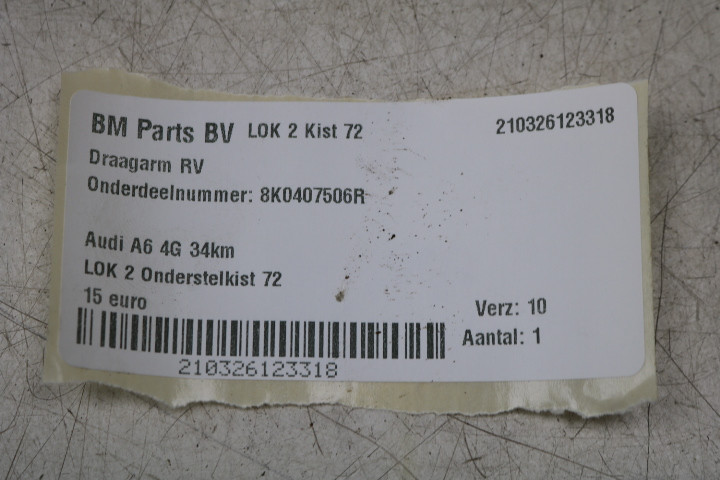 BM Parts BV LOK 2 Kist 72 210326123318
Draagarm RV
Onderdeelnummer: 8K0407506R
Audi A6 4G 34km
LOK 2 Onderstelkist 72
15 euro Verz: 10
Aantal: 1
210326123318